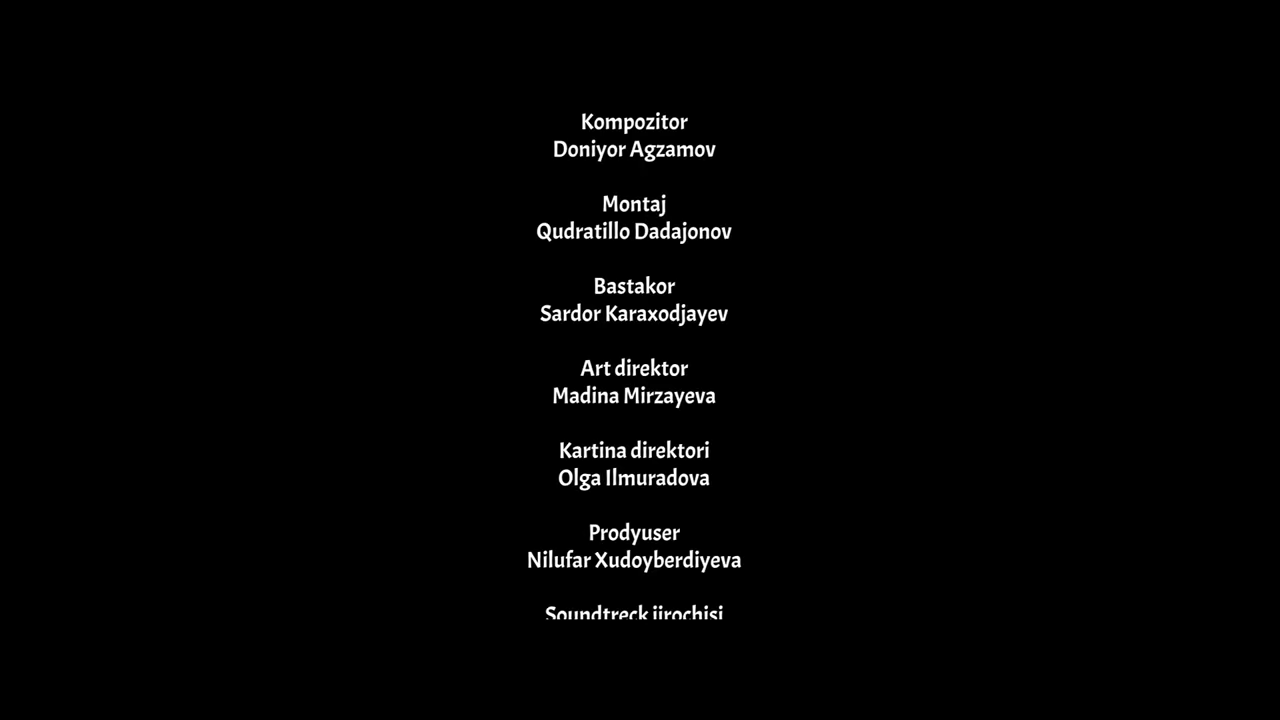 Kompozitor
Doniyor Agzamov
Montaj
Qudratillo Dadajonov
Bastakor
Sardor Karaxodjayev
Art direktor
Madina Mirzayeva
Kartina direktori
Olga Ilmuradova
Prodyuser
Nilufar Xudoyberdiyeva
Soundtreck ijrochisi